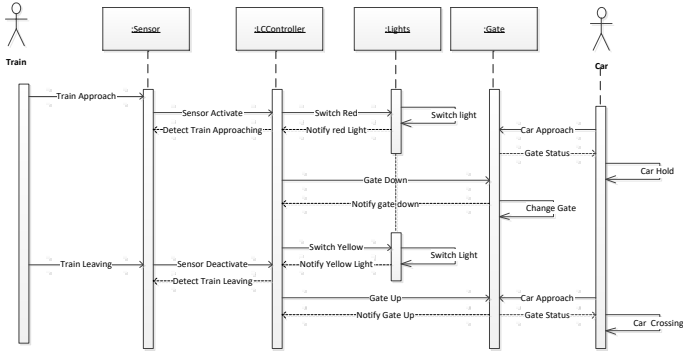 :Sensor
:LCController
:Lights
:Gate
Train
Car
Train Approach
Sensor Activate
Switch Red
Switch light
Detect Train Approaching
Notify red Light
Car Approach
Gate Status
Car Hold
Gate Down
Notify gate down
Change Gate
Switch Yellow
Switch Light
Train Leaving
Sensor Deactivate
Notify Yellow Light
Detect Train Leaving
Gate Up
Car Approach
Notify Gate Up
Gate Status
Car Crossing